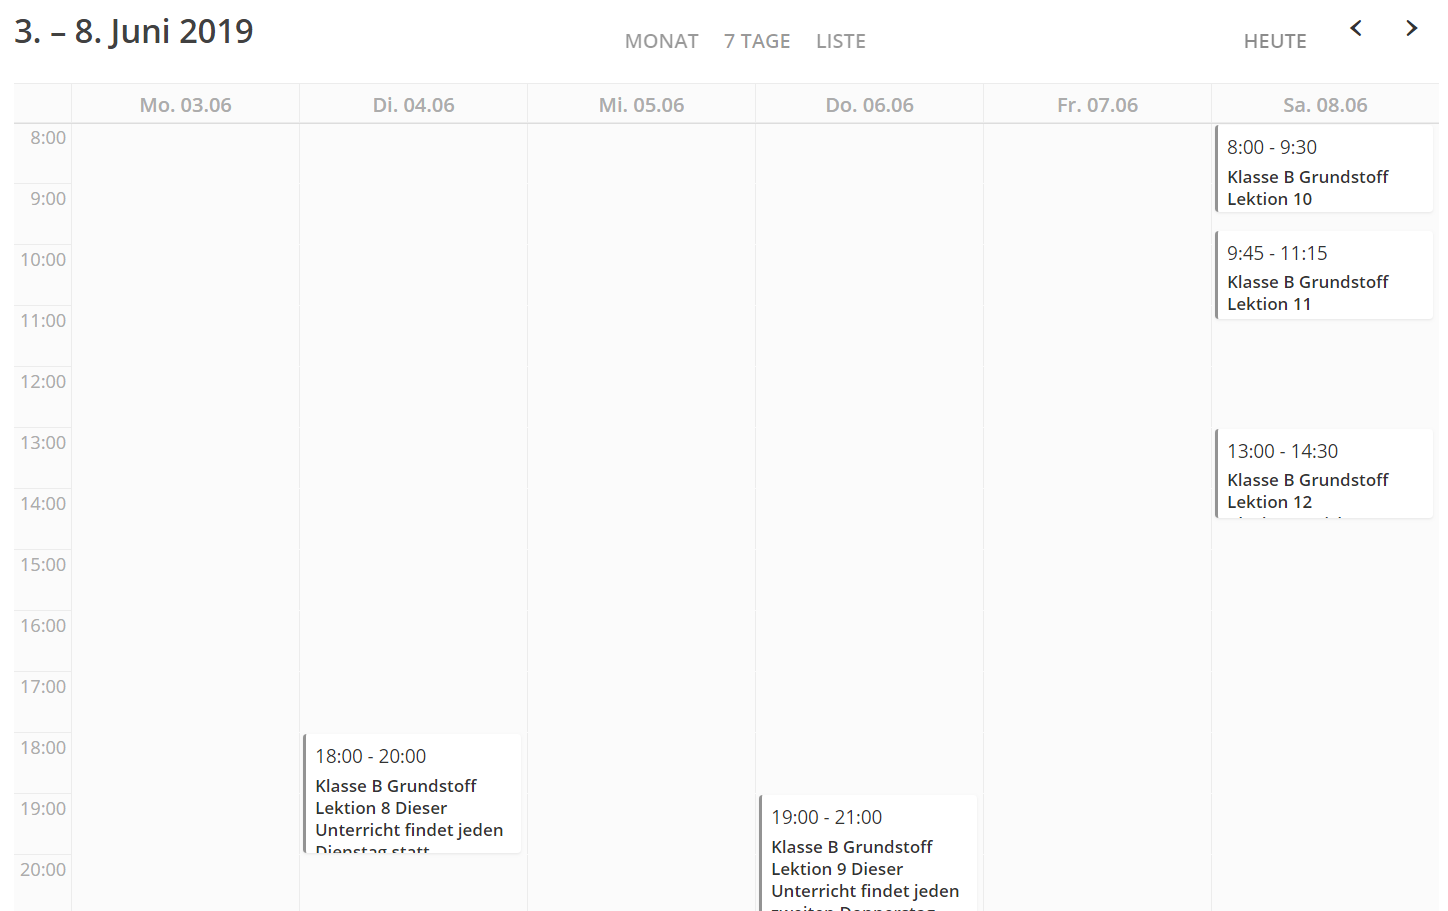 3. – 8. Juni 2019
MONAT 7 TAGE LISTE
HEUTE
Mo. 03.06 Di. 04.06 Mi. 05.06 Do. 06.06 Fr. 07.06 Sa. 08.06
8:00
9:00
10:00
11:00
12:00
13:00
14:00
15:00
16:00
17:00
18:00
19:00
20:00
18:00 - 20:00
Klasse B Grundstoff
Lektion 8 Dieser
Unterricht findet jeden
Dienstag statt
19:00 - 21:00
Klasse B Grundstoff
Lektion 9 Dieser
Unterricht findet jeden
zweiten Donnerstag
8:00 - 9:30
Klasse B Grundstoff
Lektion 10
9:45 - 11:15
Klasse B Grundstoff
Lektion 11
13:00 - 14:30
Klasse B Grundstoff
Lektion 12